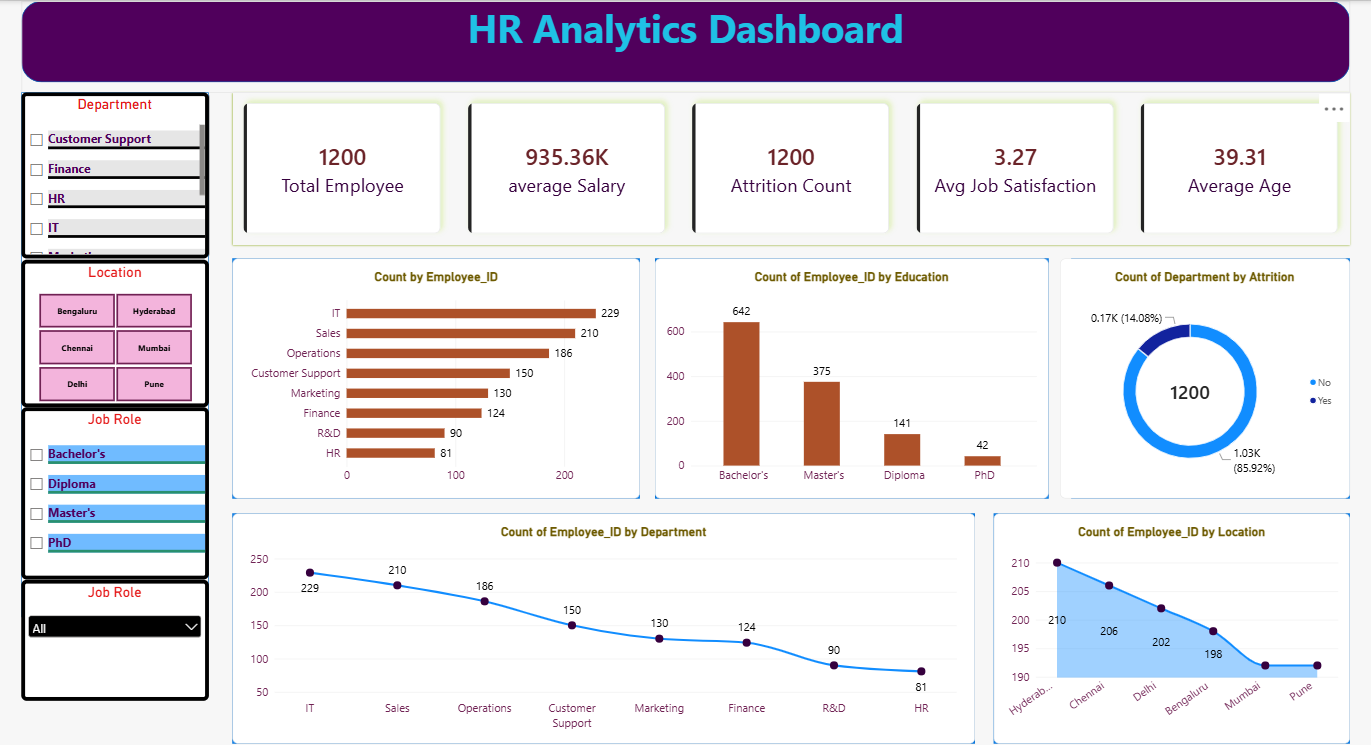 HR Analytics Dashboard
Department
Customer Support
Finance
HR
IT
Location
Bengaluru
Hyderabad
Chennai
Mumbai
Delhi
Pune
Job Role
Bachelor's
Diploma
Master's
PhD
Job Role
All
1200
Total Employee
935.36K
average Salary
1200
Attrition Count
3.27
Avg Job Satisfaction
39.31
Average Age
Count by Employee_ID
IT 229
Sales 210
Operations 186
Customer Support 150
Marketing 130
Finance 124
R&D 90
HR 81
0 100 200
Count of Employee_ID by Education
600
400
200
0
642
375
141
42
Bachelor's Master's Diploma PhD
Count of Department by Attrition
0.17K (14.08%)
1200
No
Yes
1.03K
(85.92%)
Count of Employee_ID by Department
250
200
150
100
50
229
210
186
150
130
124
90
81
IT
Sales
Operations
Customer
Support
Marketing
Finance
R&D
HR
Count of Employee_ID by Location
210
205
200
195
190
210
206
202
198
Hyderab...
Chennai
Delhi
Bengaluru
Mumbai
Pune